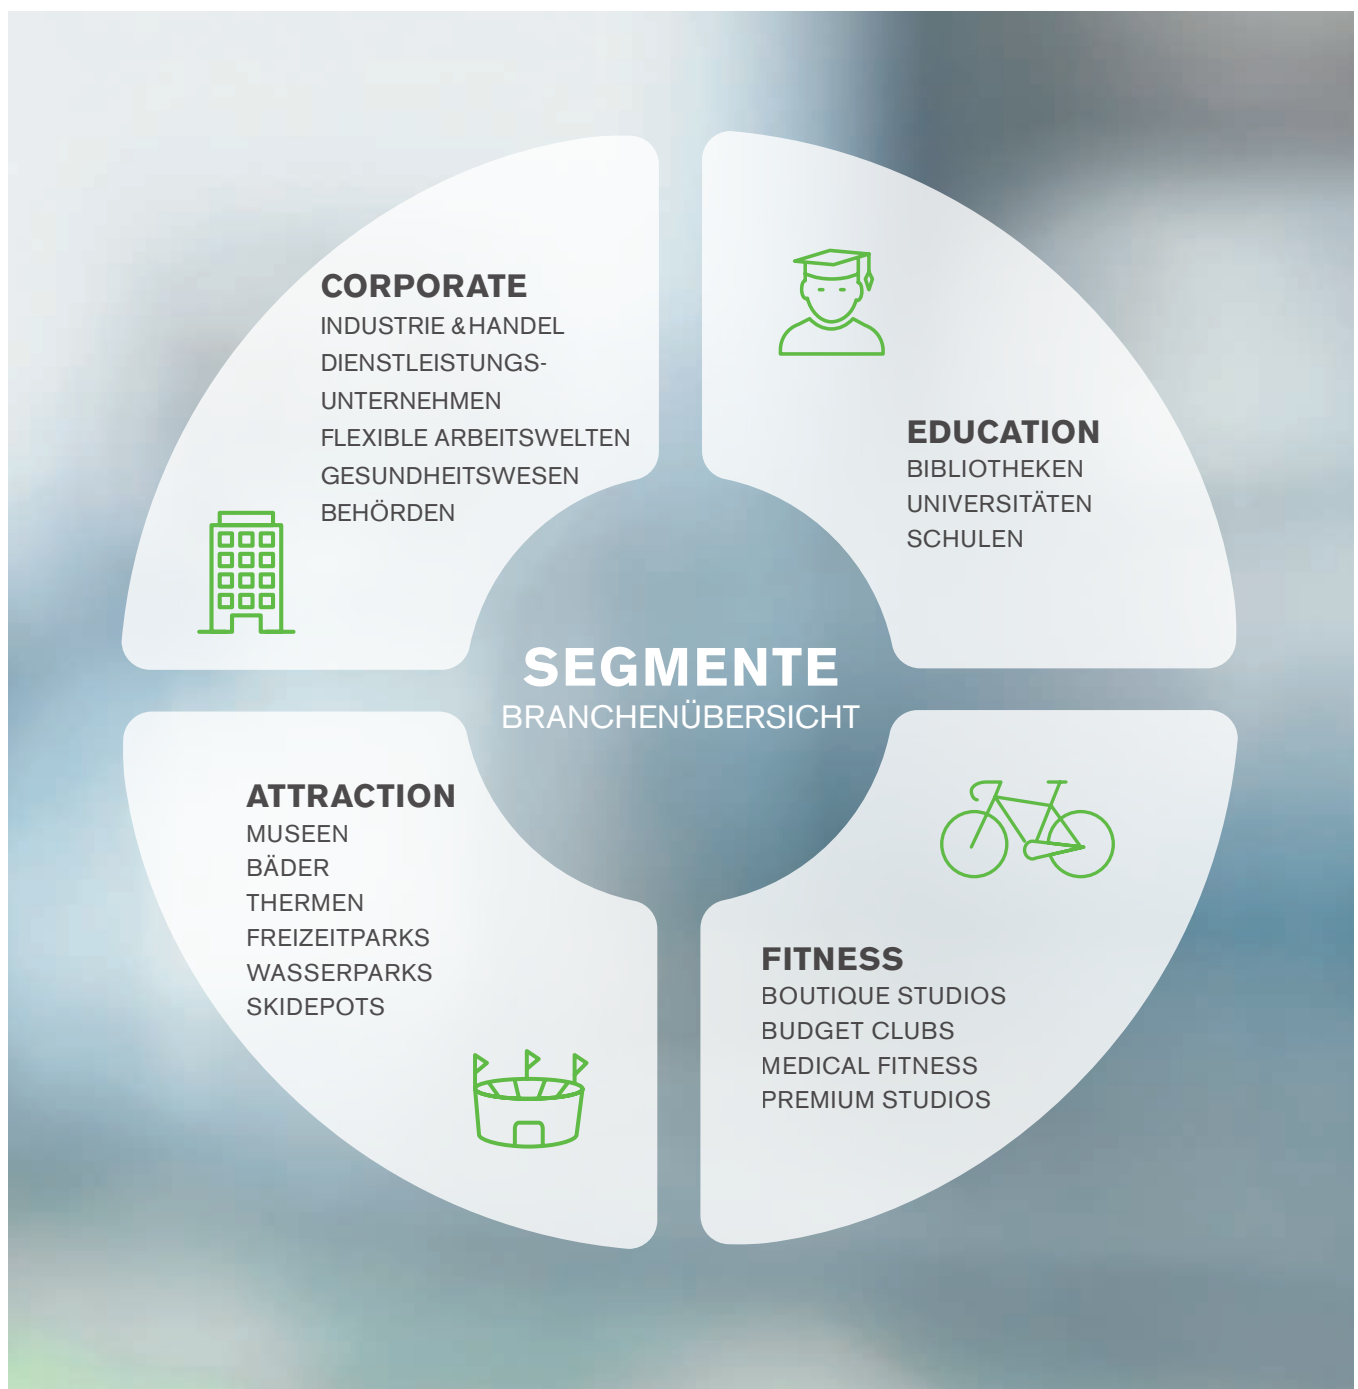 CORPORATE
INDUSTRIE & HANDEL
DIENSTLEISTUNGS-
UNTERNEHMEN
FLEXIBLE ARBEITSWELTEN
GESUNDHEITSWESEN
BEHÖRDEN
EDUCATION
BIBLIOTHEKEN
UNIVERSITÄTEN
SCHULEN
SEGMENTE
BRANCHENÜBERSICHT
ATTRACTION
MUSEEN
BÄDER
THERMEN
FREIZEITPARKS
WASSERPARKS
SKIDEPOTS
FITNESS
BOUTIQUE STUDIOS
BUDGET CLUBS
MEDICAL FITNESS
PREMIUM STUDIOS